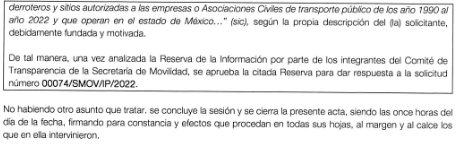 derroteros y sitios autorizadas a las empresas o Asociaciones Civiles de transporte público de los año 1990 al
año 2022 y que operan en el estado de México..." (sic), según la propia descripción del (la) solicitante,
debidamente fundada y motivada.
De tal manera, una vez analizada la Reserva de la Información por parte de los integrantes del Comité de
Transparencia de la Secretaría de Movilidad, se aprueba la citada Reserva para dar respuesta a la solicitud
número 00074/SMOV/IP/2022.
No habiendo otro asunto que tratar. se concluye la sesión y se cierra la presente acta, siendo las once horas del
día de la fecha, firmando para constancia y efectos que procedan en todas sus hojas, al margen y al calce los
que en ella intervinieron.